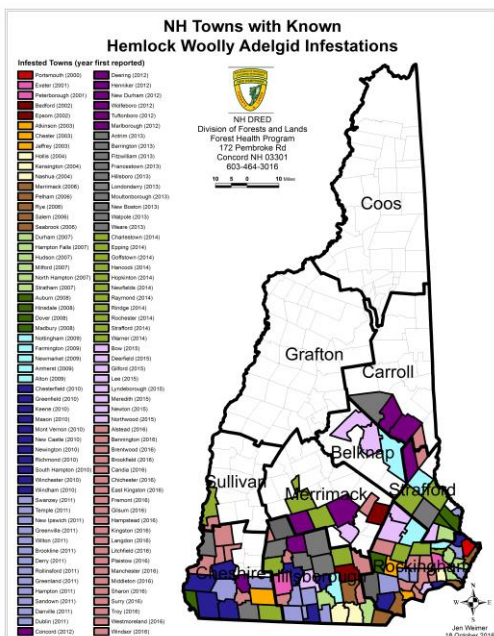 NH Towns with Known
Hemlock Woolly Adelgid Infestations
Infested Towns (year first reported)
Portsmouth (2000)
Exeter (2001)
Peterborough (2001)
Bedford (2002)
Epsom (2002)
Atkinson (2003)
Chester (2003)
Jaffrey (2003)
Hollis (2004)
Kensington (2004)
Nashua (2004)
Merrimack (2006)
Pelham (2006)
Rye (2006)
Salem (2006)
Seabrook (2006)
Durham (2007)
Hampton Falls (2007)
Hudson (2007)
Milford (2007)
North Hampton (2007)
Stratham (2007)
Auburn (2008)
Hinsdale (2008)
Dover (2008)
Madbury (2008)
Nottingham (2009)
Farmington (2009)
Newmarket (2009)
Amherst (2009)
Alton (2009)
Chesterfield (2010)
Greenfield (2010)
Keene (2010)
Mason (2010)
Mont Vernon (2010)
New Castle (2010)
Newington (2010)
Richmond (2010)
South Hampton (2010)
Winchester (2010)
Windham (2010)
Swanzey (2011)
Temple (2011)
New Ipswich (2011)
Greenville (2011)
Wilton (2011)
Brookline (2011)
Derry (2011)
Rollinsford (2011)
Greenland (2011)
Hampton (2011)
Sandown (2011)
Danville (2011)
Dublin (2011)
Concord (2012)
Deering (2012)
Henniker (2012)
New Durham (2012)
Wolfeboro (2012)
Tuftonboro (2012)
Marlborough (2012)
Antrim (2013)
Barrington (2013)
Fitzwilliam (2013)
Francestown (2013)
Hillsboro (2013)
Londonderry (2013)
Moultonborough (2013)
New Boston (2013)
Walpole (2013)
Weare (2013)
Charlestown (2014)
Epping (2014)
Goffstown (2014)
Hancock (2014)
Hopkinton (2014)
Newfields (2014)
Raymond (2014)
Rindge (2014)
Rochester (2014)
Strafford (2014)
Warner (2014)
Bow (2015)
Deerfield (2015)
Gilford (2015)
Lee (2015)
Lyndeborough (2015)
Meredith (2015)
Newton (2015)
Northwood (2015)
Alstead (2016)
Bennington (2016)
Brentwood (2016)
Brookfield (2016)
Candia (2016)
Chichester (2016)
East Kingston (2016)
Fremont (2016)
Gilsum (2016)
Hampstead (2016)
Kingston (2016)
Langdon (2016)
Litchfield (2016)
Plaistow (2016)
Manchester (2016)
Middleton (2016)
Sharon (2016)
Surry (2016)
Troy (2016)
Westmoreland (2016)
Windsor (2016)
NH DRED
Division of Forests and Lands
Forest Health Program
172 Pembroke Rd
Concord NH 03301
603-464-3016
10 5 0 10 Miles
Coos
Grafton
Carroll
Belknap
Sullivan
Merrimack
Strafford
Cheshire
Hillsborough
Rockingham
N
W E
S
Jen Weimer
18 October 2016